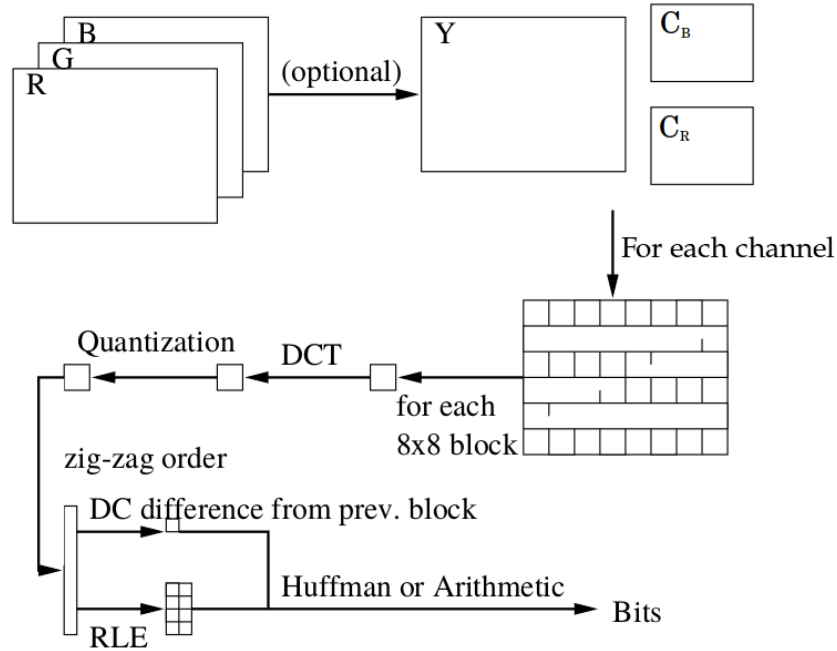 B
G
R
(optional)
Y
C_B
C_R
For each channel
Quantization
DCT
for each
8x8 block
zig-zag order
DC difference from prev. block
Huffman or Arithmetic
Bits
RLE